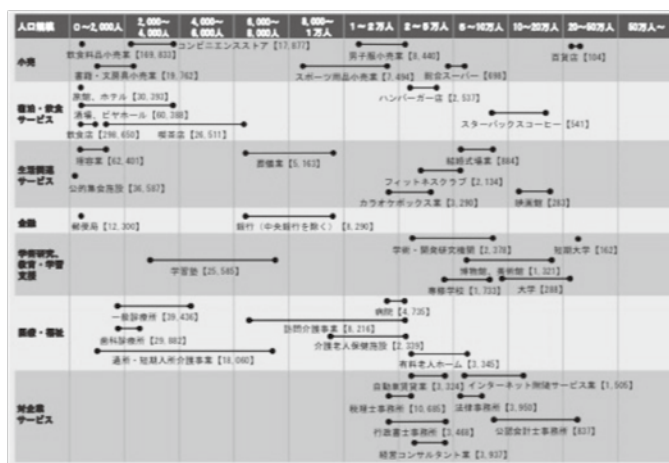 人口規模 0～2,000人 2,000～4,000人 4,000～6,000人 6,000～8,000人 8,000～1万人 1～2万人 2～5万人 5～10万人 10～20万人 20～50万人 50万人～
小売
コンビニエンスストア【17,877】
飲食料品小売業【169,833】
男子服小売業【8,440】
百貨店【104】
書籍・文房具小売業【19,762】
スポーツ用品小売業【7,494】
総合スーパー【698】
宿泊・飲食サービス
旅館、ホテル【30,293】
ハンバーガー店【2,537】
酒場、ビヤホール【60,388】
スターバックスコーヒー【541】
飲食店【298,650】
喫茶店【26,511】
生活関連サービス
理容業【62,401】
葬儀業【5,163】
結婚式場業【884】
公的集会施設【36,587】
フィットネスクラブ【2,134】
カラオケボックス業【3,290】
映画館【283】
金融
郵便局【12,300】
銀行（中央銀行を除く）【8,290】
学術研究、教育・学習支援
学術・開発研究機関【2,378】
短期大学【162】
学習塾【25,585】
博物館、美術館【1,321】
専修学校【1,733】
大学【288】
医療・福祉
一般診療所【39,436】
病院【4,735】
訪問介護事業【8,216】
歯科診療所【29,882】
介護老人保健施設【2,339】
通所・短期入所介護事業【18,060】
有料老人ホーム【3,345】
対企業サービス
自動車賃貸業【3,324】
インターネット附随サービス業【1,505】
税理士事務所【10,685】
法律事務所【3,950】
行政書士事務所【3,468】
公認会計士事務所【837】
経営コンサルタント業【3,937】